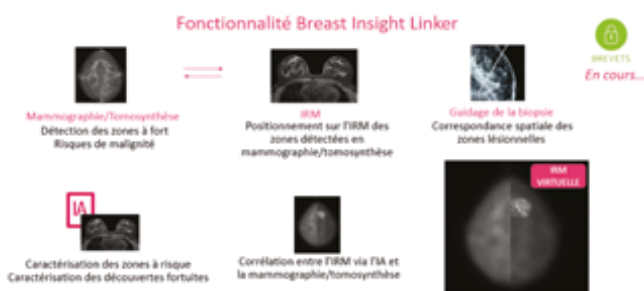 Fonctionnalité Breast Insight Linker
BREVETS
En cours...
Mammographie/Tomosynthèse
Détection des zones à fort
Risques de malignité
IRM
Positionnement sur l'IRM des
zones détectées en
mammographie/tomosynthèse
Guidage de la biopsie
Correspondance spatiale des
zones lésionnelles
IA
Caractérisation des zones à risque
Caractérisation des découvertes fortuites
Corrélation entre l'IRM via l'IA et
la mammographie/tomosynthèse
IRM
VIRTUELLE